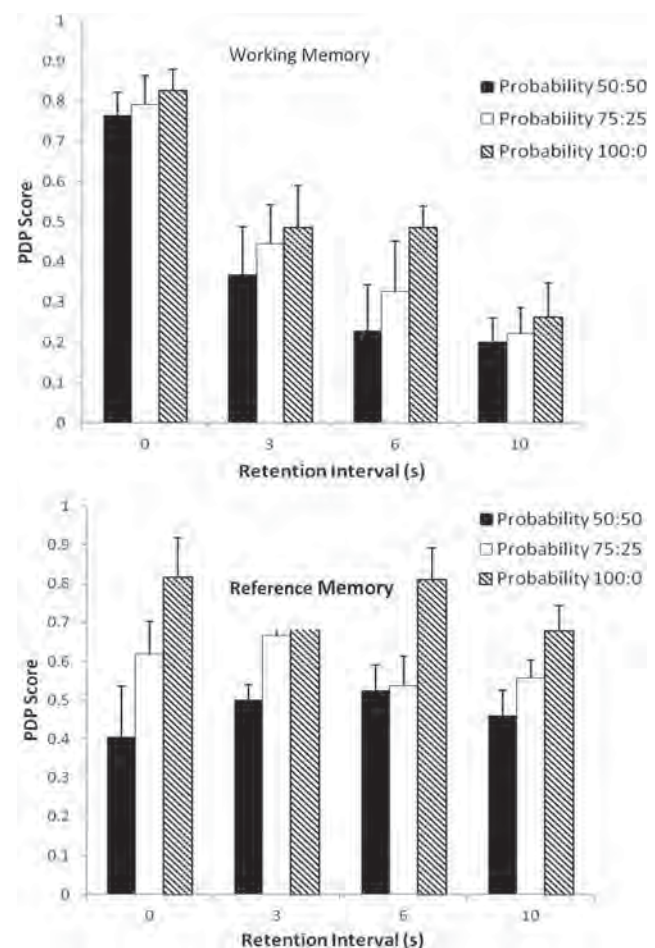 1
Working Memory
0.9
Probability 50:50
0.8
Probability 75:25
0.7
Probability 100:0
0.6
0.5
0.4
0.3
0.2
0.1
0
PDP Score
0 3 6 10
Retention Interval (s)
1
Probability 50:50
0.9
Probability 75:25
0.8
Probability 100:0
Reference Memory
0.7
0.6
0.5
0.4
0.3
0.2
0.1
0
PDP Score
0 3 6 10
Retention Interval (s)